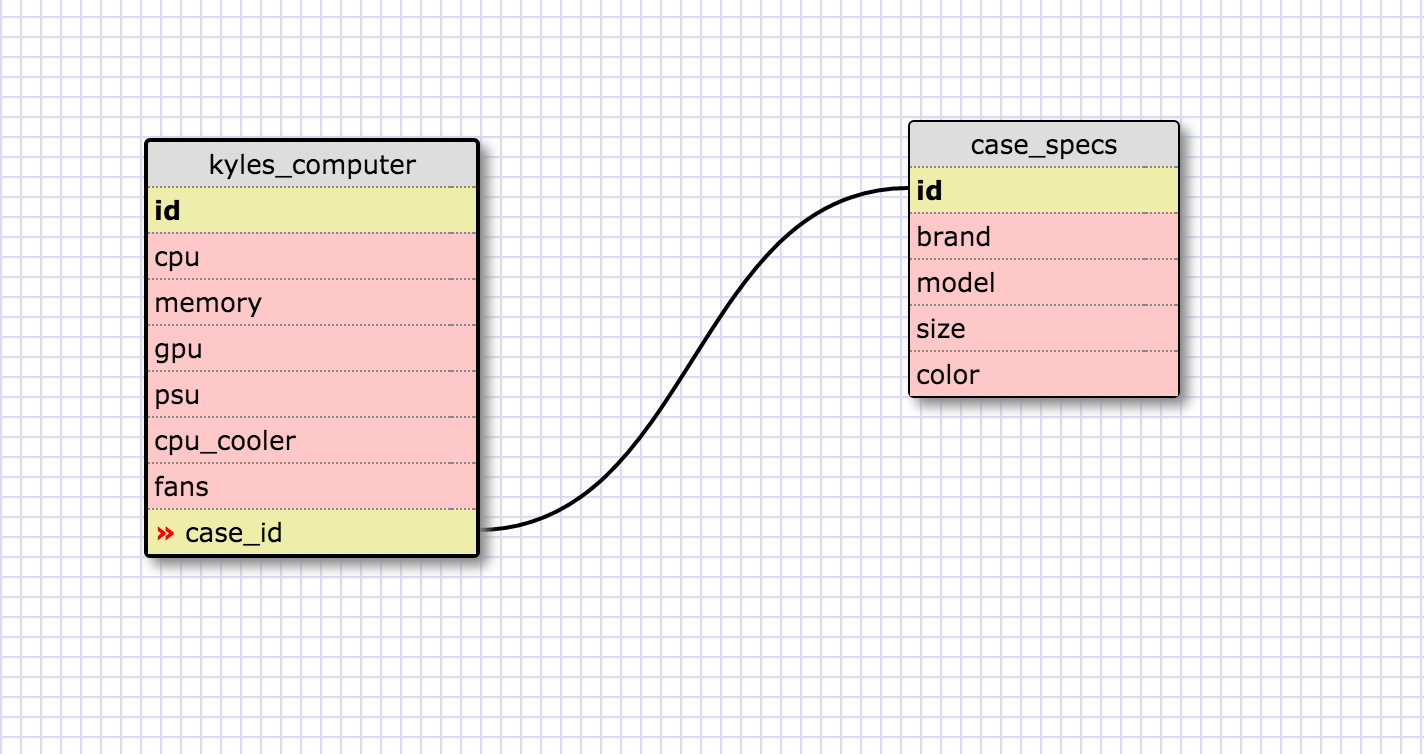 kyles_computer
id
cpu
memory
gpu
psu
cpu_cooler
fans
» case_id
case_specs
id
brand
model
size
color